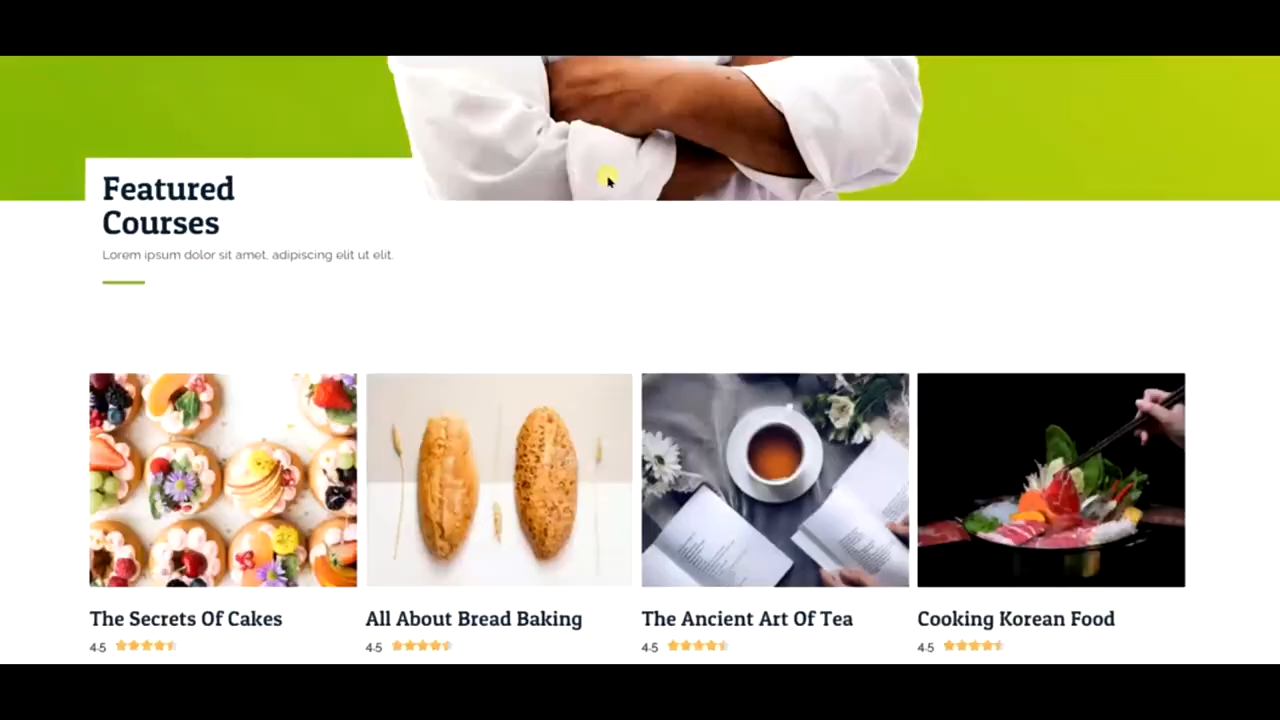 Featured
Courses
Lorem ipsum dolor sit amet, adipiscing elit ut elit.
The Secrets Of Cakes
All About Bread Baking
The Ancient Art Of Tea
Cooking Korean Food
4.5
4.5
4.5
4.5